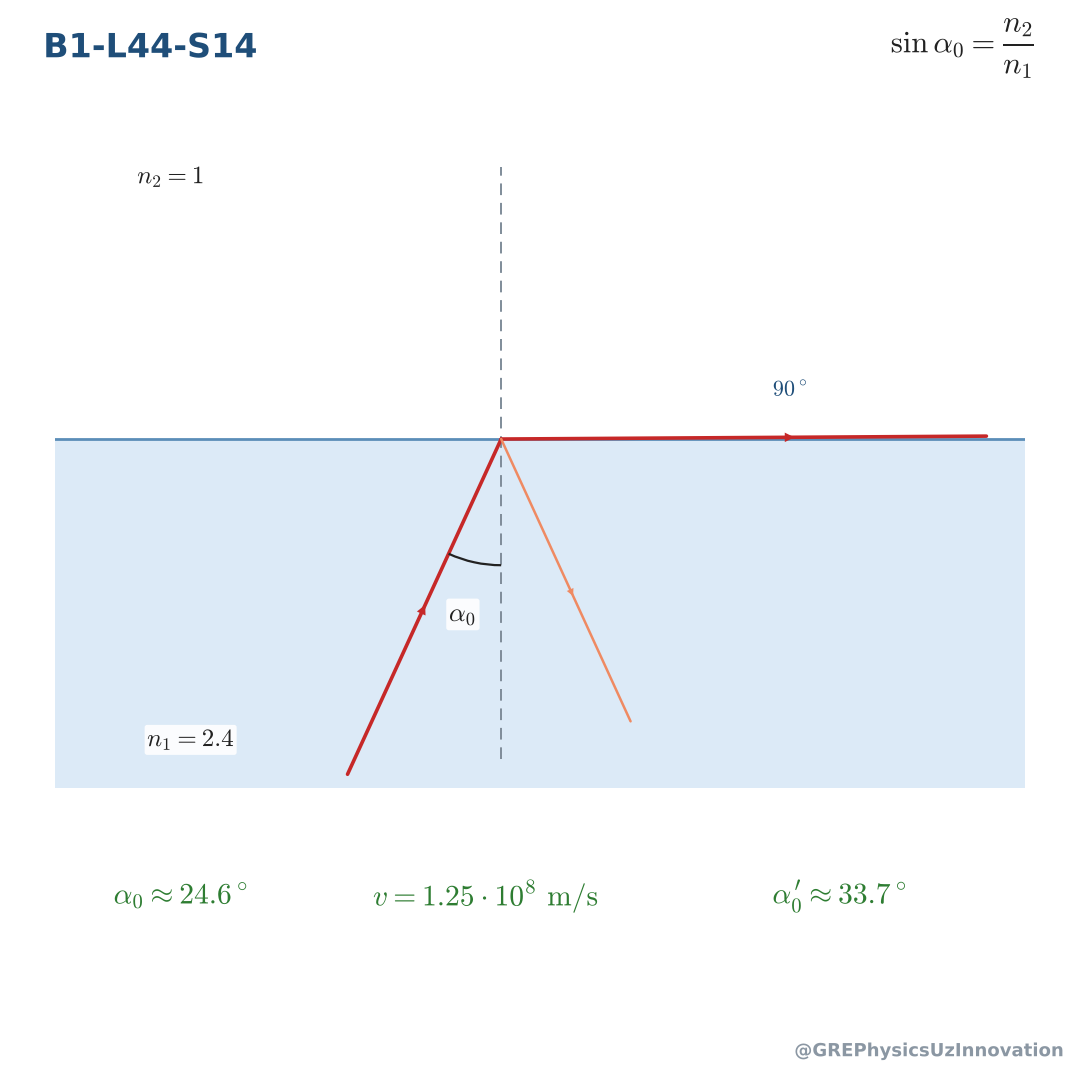 B1-L44-S14
sin α₀ = n₂/n₁
n₂ = 1
90°
α₀
n₁ = 2.4
α₀ ≈ 24.6°
v = 1.25 · 10⁸ m/s
α₀′ ≈ 33.7°
@GREPhysicsUzInnovation